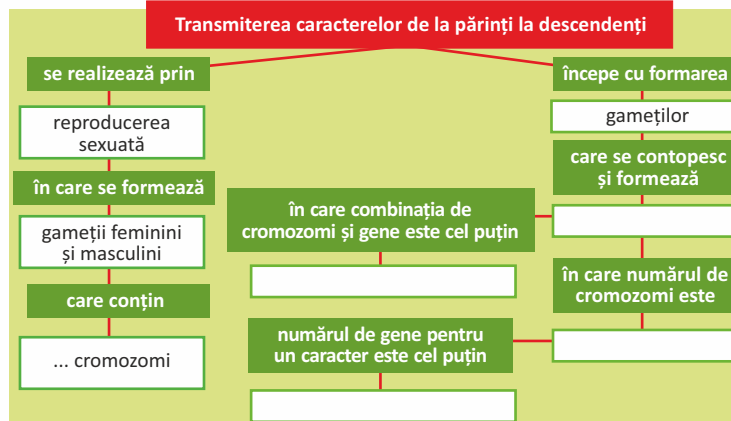 Transmiterea caracterelor de la părinți la descendenți
se realizează prin
reproducerea
sexuată
în care se formează
gameții feminini
și masculini
care conțin
... cromozomi
începe cu formarea
gameților
care se contopesc
și formează
în care combinația de
cromozomi și gene este cel puțin
în care numărul de
cromozomi este
numărul de gene pentru
un caracter este cel puțin